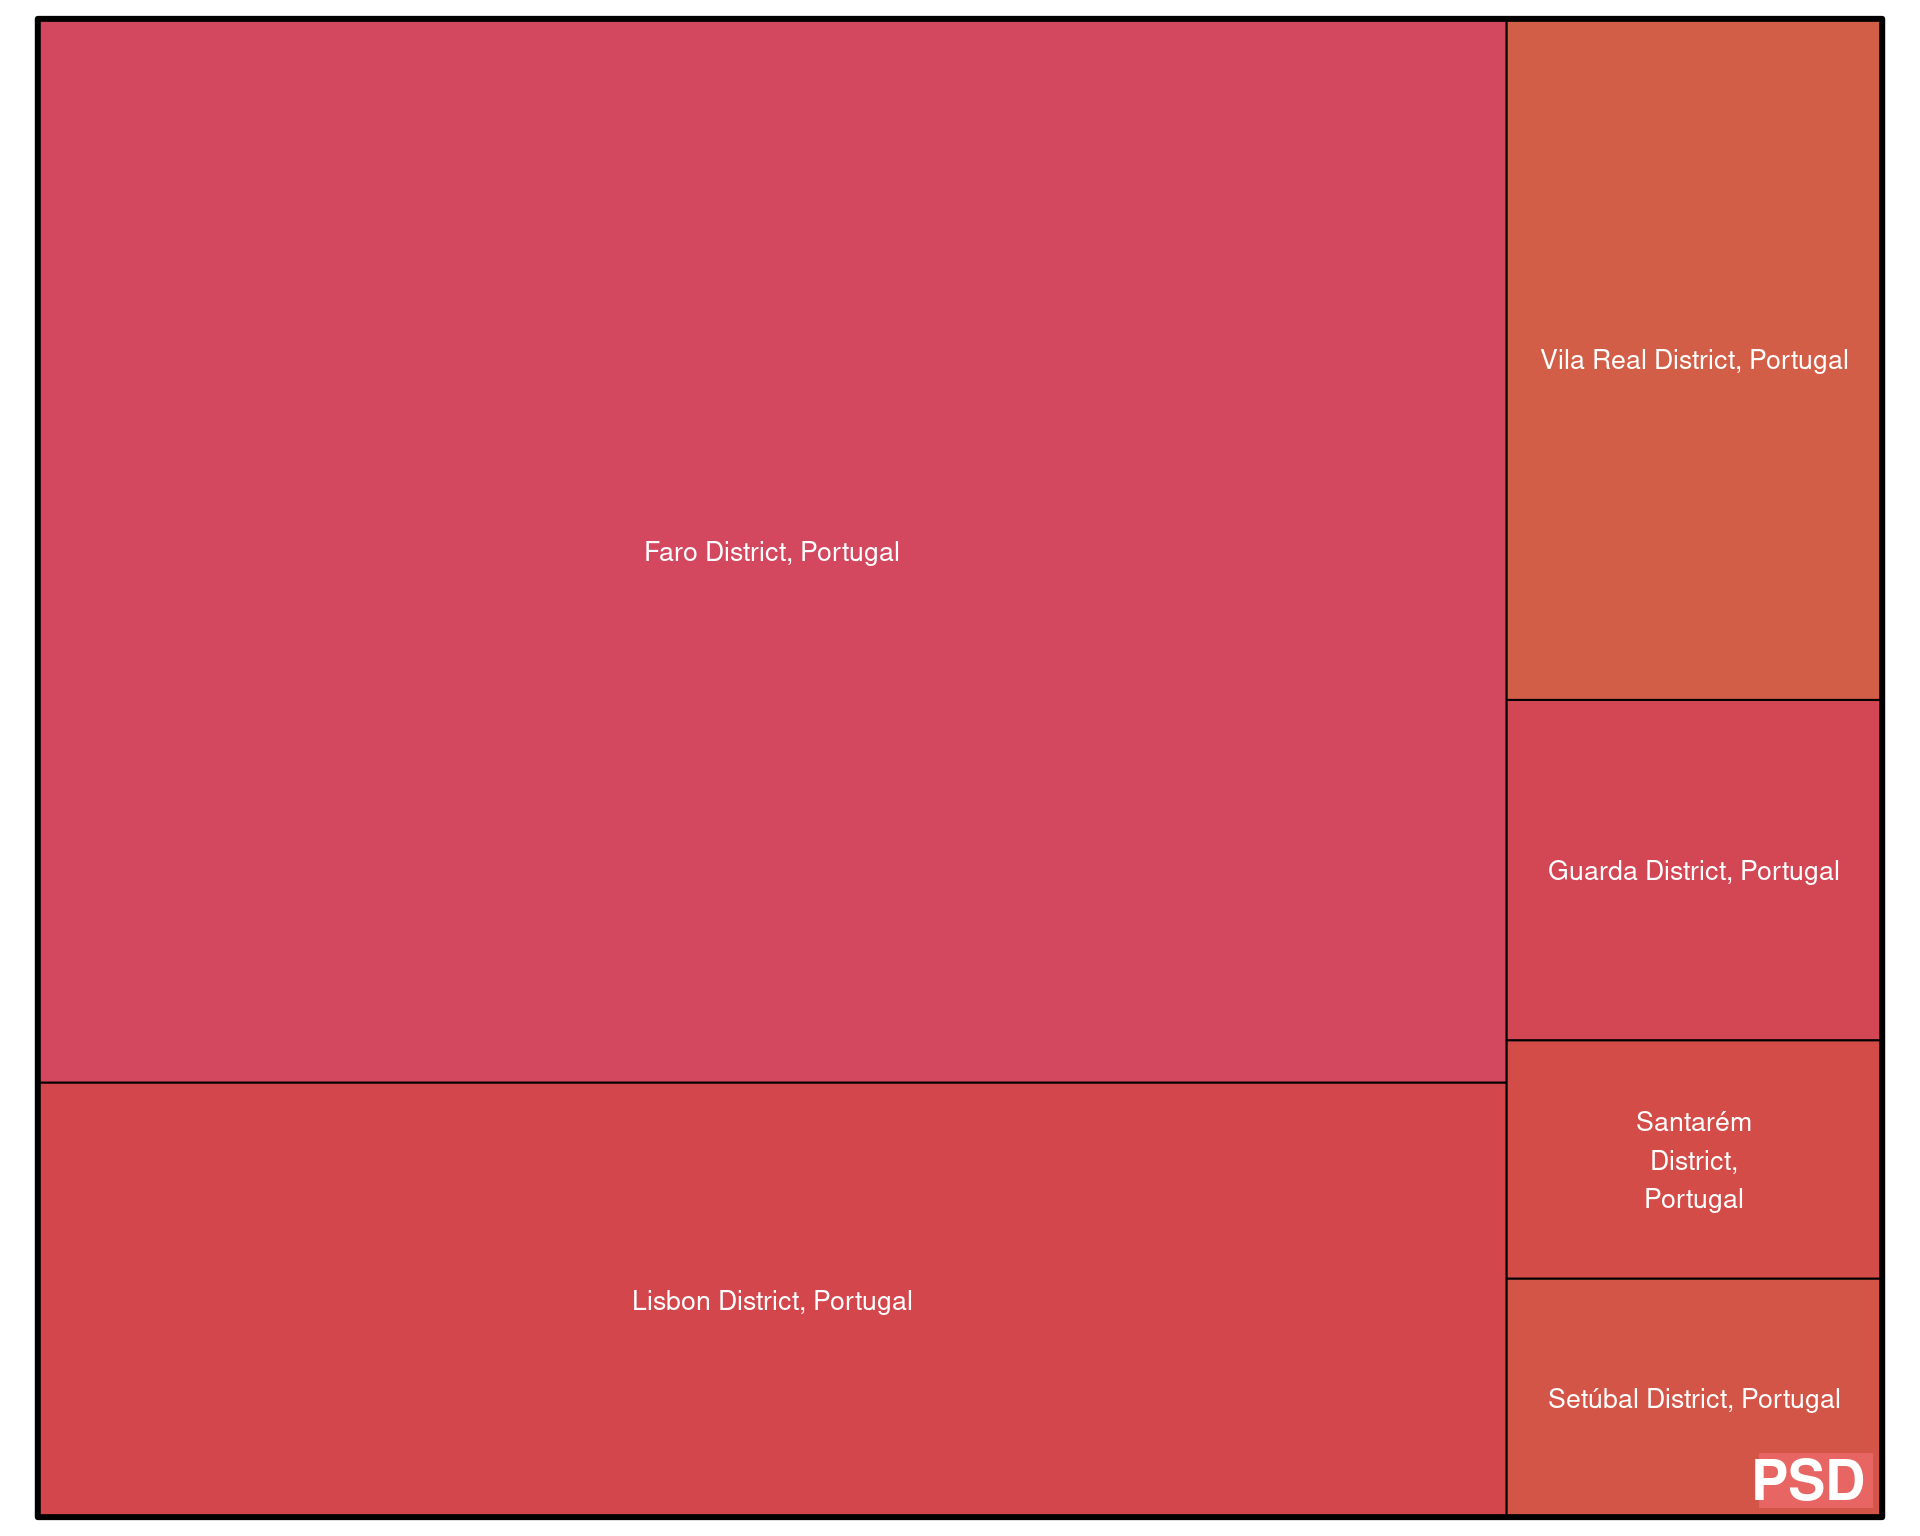 Faro District, Portugal
Lisbon District, Portugal
Vila Real District, Portugal
Guarda District, Portugal
Santarém
District,
Portugal
Setúbal District, Portugal
PSD